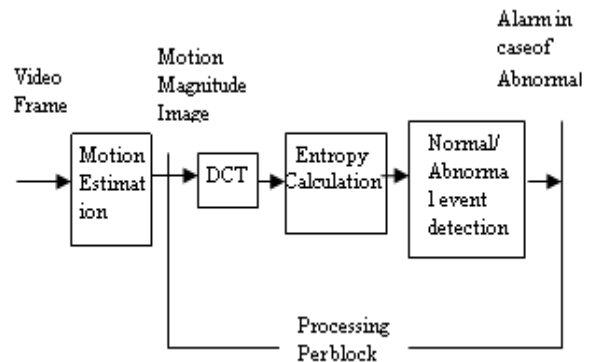 Video
Frame
Motion
Magnitude
Image
Alarm in
caseof
Abnormal
Motion
Estimat
ion
DCT
Entropy
Calculation
Normal/
Abnorma
l event
detection
Processing
Perblock